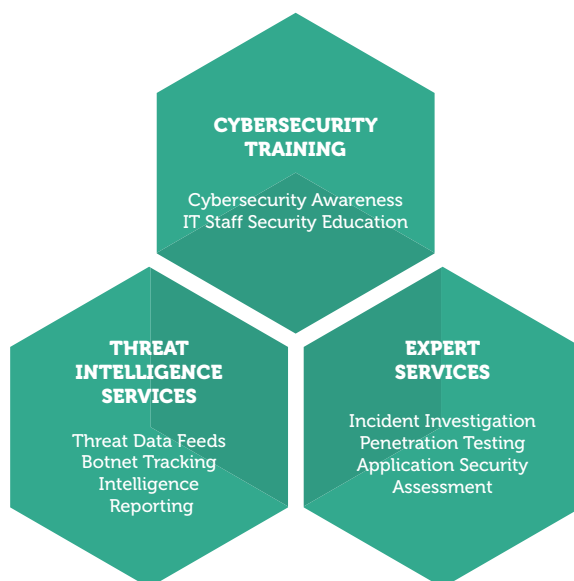 CYBERSECURITY
TRAINING
Cybersecurity Awareness
IT Staff Security Education
THREAT
INTELLIGENCE
SERVICES
Threat Data Feeds
Botnet Tracking
Intelligence
Reporting
EXPERT
SERVICES
Incident Investigation
Penetration Testing
Application Security
Assessment